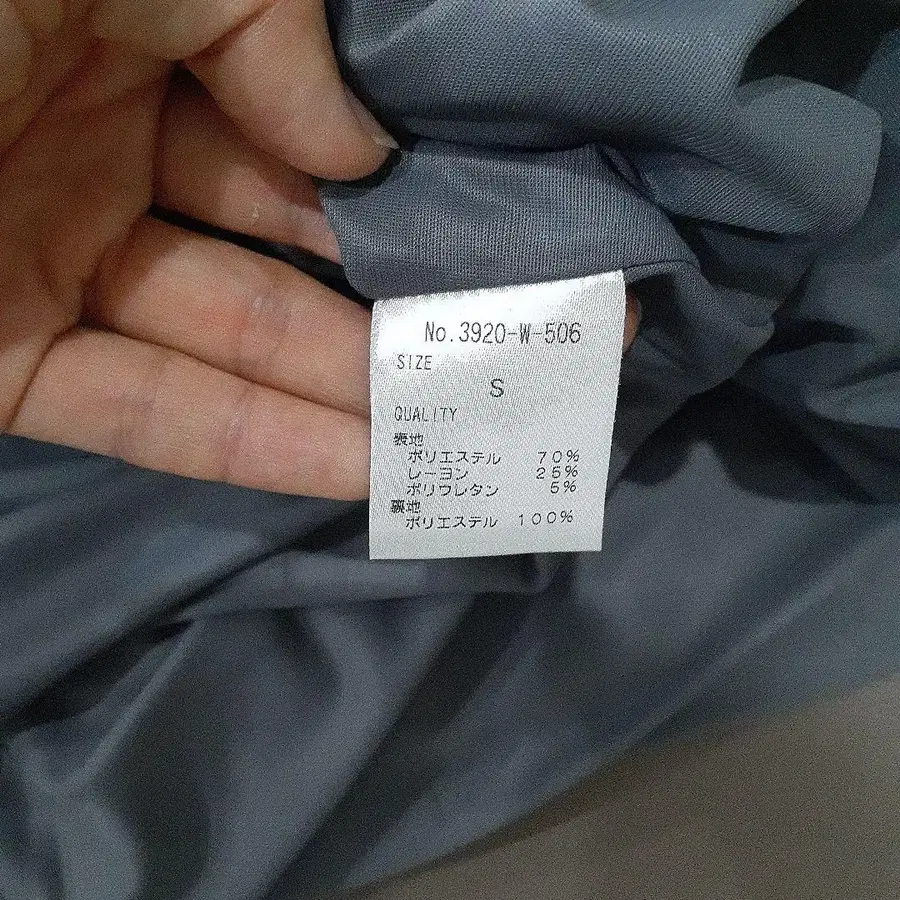 No.3920-W-506
SIZE
S
QUALITY
表地
ポリエステル 70%
レーヨン 25%
ポリウレタン 5%
裏地
ポリエステル 100%